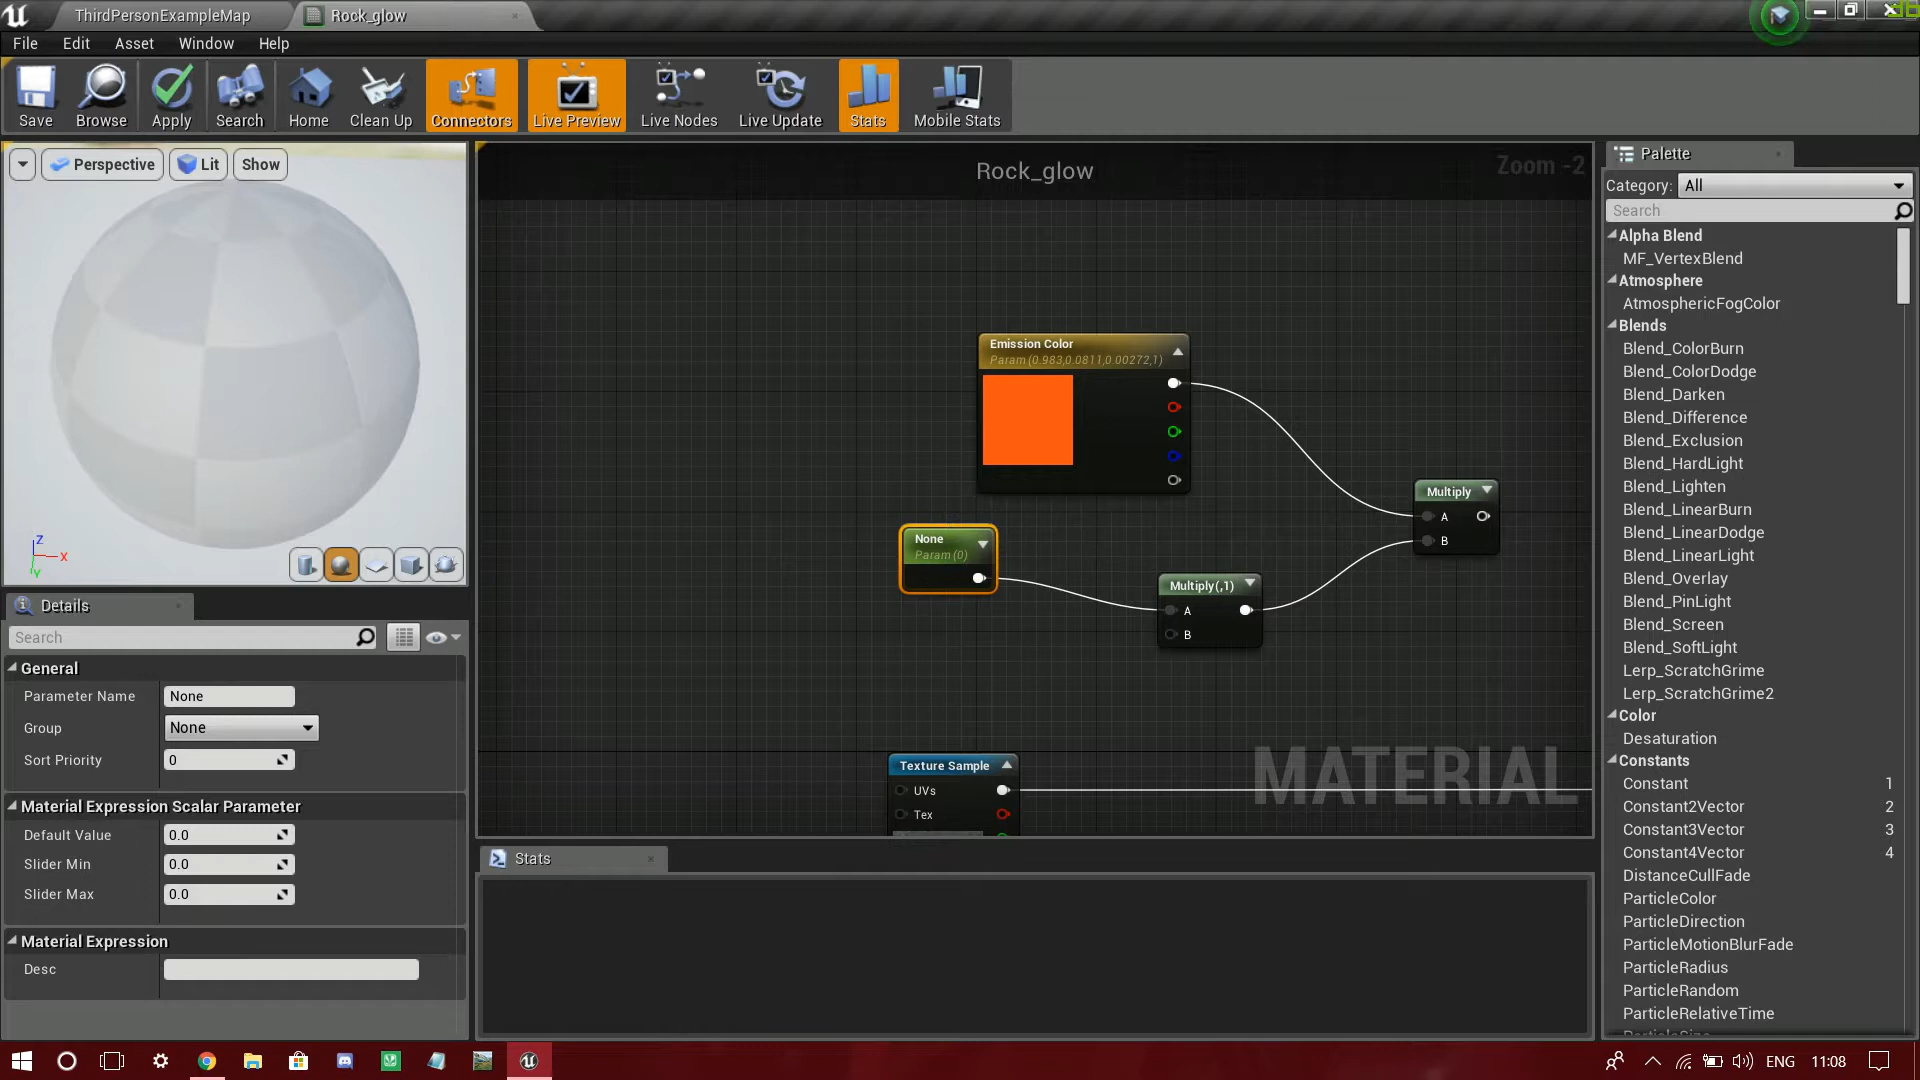 ThirdPersonExampleMap
Rock_glow
File Edit Asset Window Help
Save Browse Apply Search Home Clean Up Connectors Live Preview Live Nodes Live Update Stats Mobile Stats
Perspective Lit Show
Z
X
Y
Rock_glow
Zoom -2
Emission Color
Param (0.983,0.0811,0.00272,1)
None
Param (0)
Multiply(,1)
A
B
Multiply
A
B
Texture Sample
UVs
Tex
MATERIAL
Stats
Details
Search
General
Parameter Name None
Group None
Sort Priority 0
Material Expression Scalar Parameter
Default Value 0.0
Slider Min 0.0
Slider Max 0.0
Material Expression
Desc
Palette
Category: All
Search
Alpha Blend
MF_VertexBlend
Atmosphere
AtmosphericFogColor
Blends
Blend_ColorBurn
Blend_ColorDodge
Blend_Darken
Blend_Difference
Blend_Exclusion
Blend_HardLight
Blend_Lighten
Blend_LinearBurn
Blend_LinearDodge
Blend_LinearLight
Blend_Overlay
Blend_PinLight
Blend_Screen
Blend_SoftLight
Lerp_ScratchGrime
Lerp_ScratchGrime2
Color
Desaturation
Constants
Constant 1
Constant2Vector 2
Constant3Vector 3
Constant4Vector 4
DistanceCullFade
ParticleColor
ParticleDirection
ParticleMotionBlurFade
ParticleRadius
ParticleRandom
ParticleRelativeTime
ENG 11:08